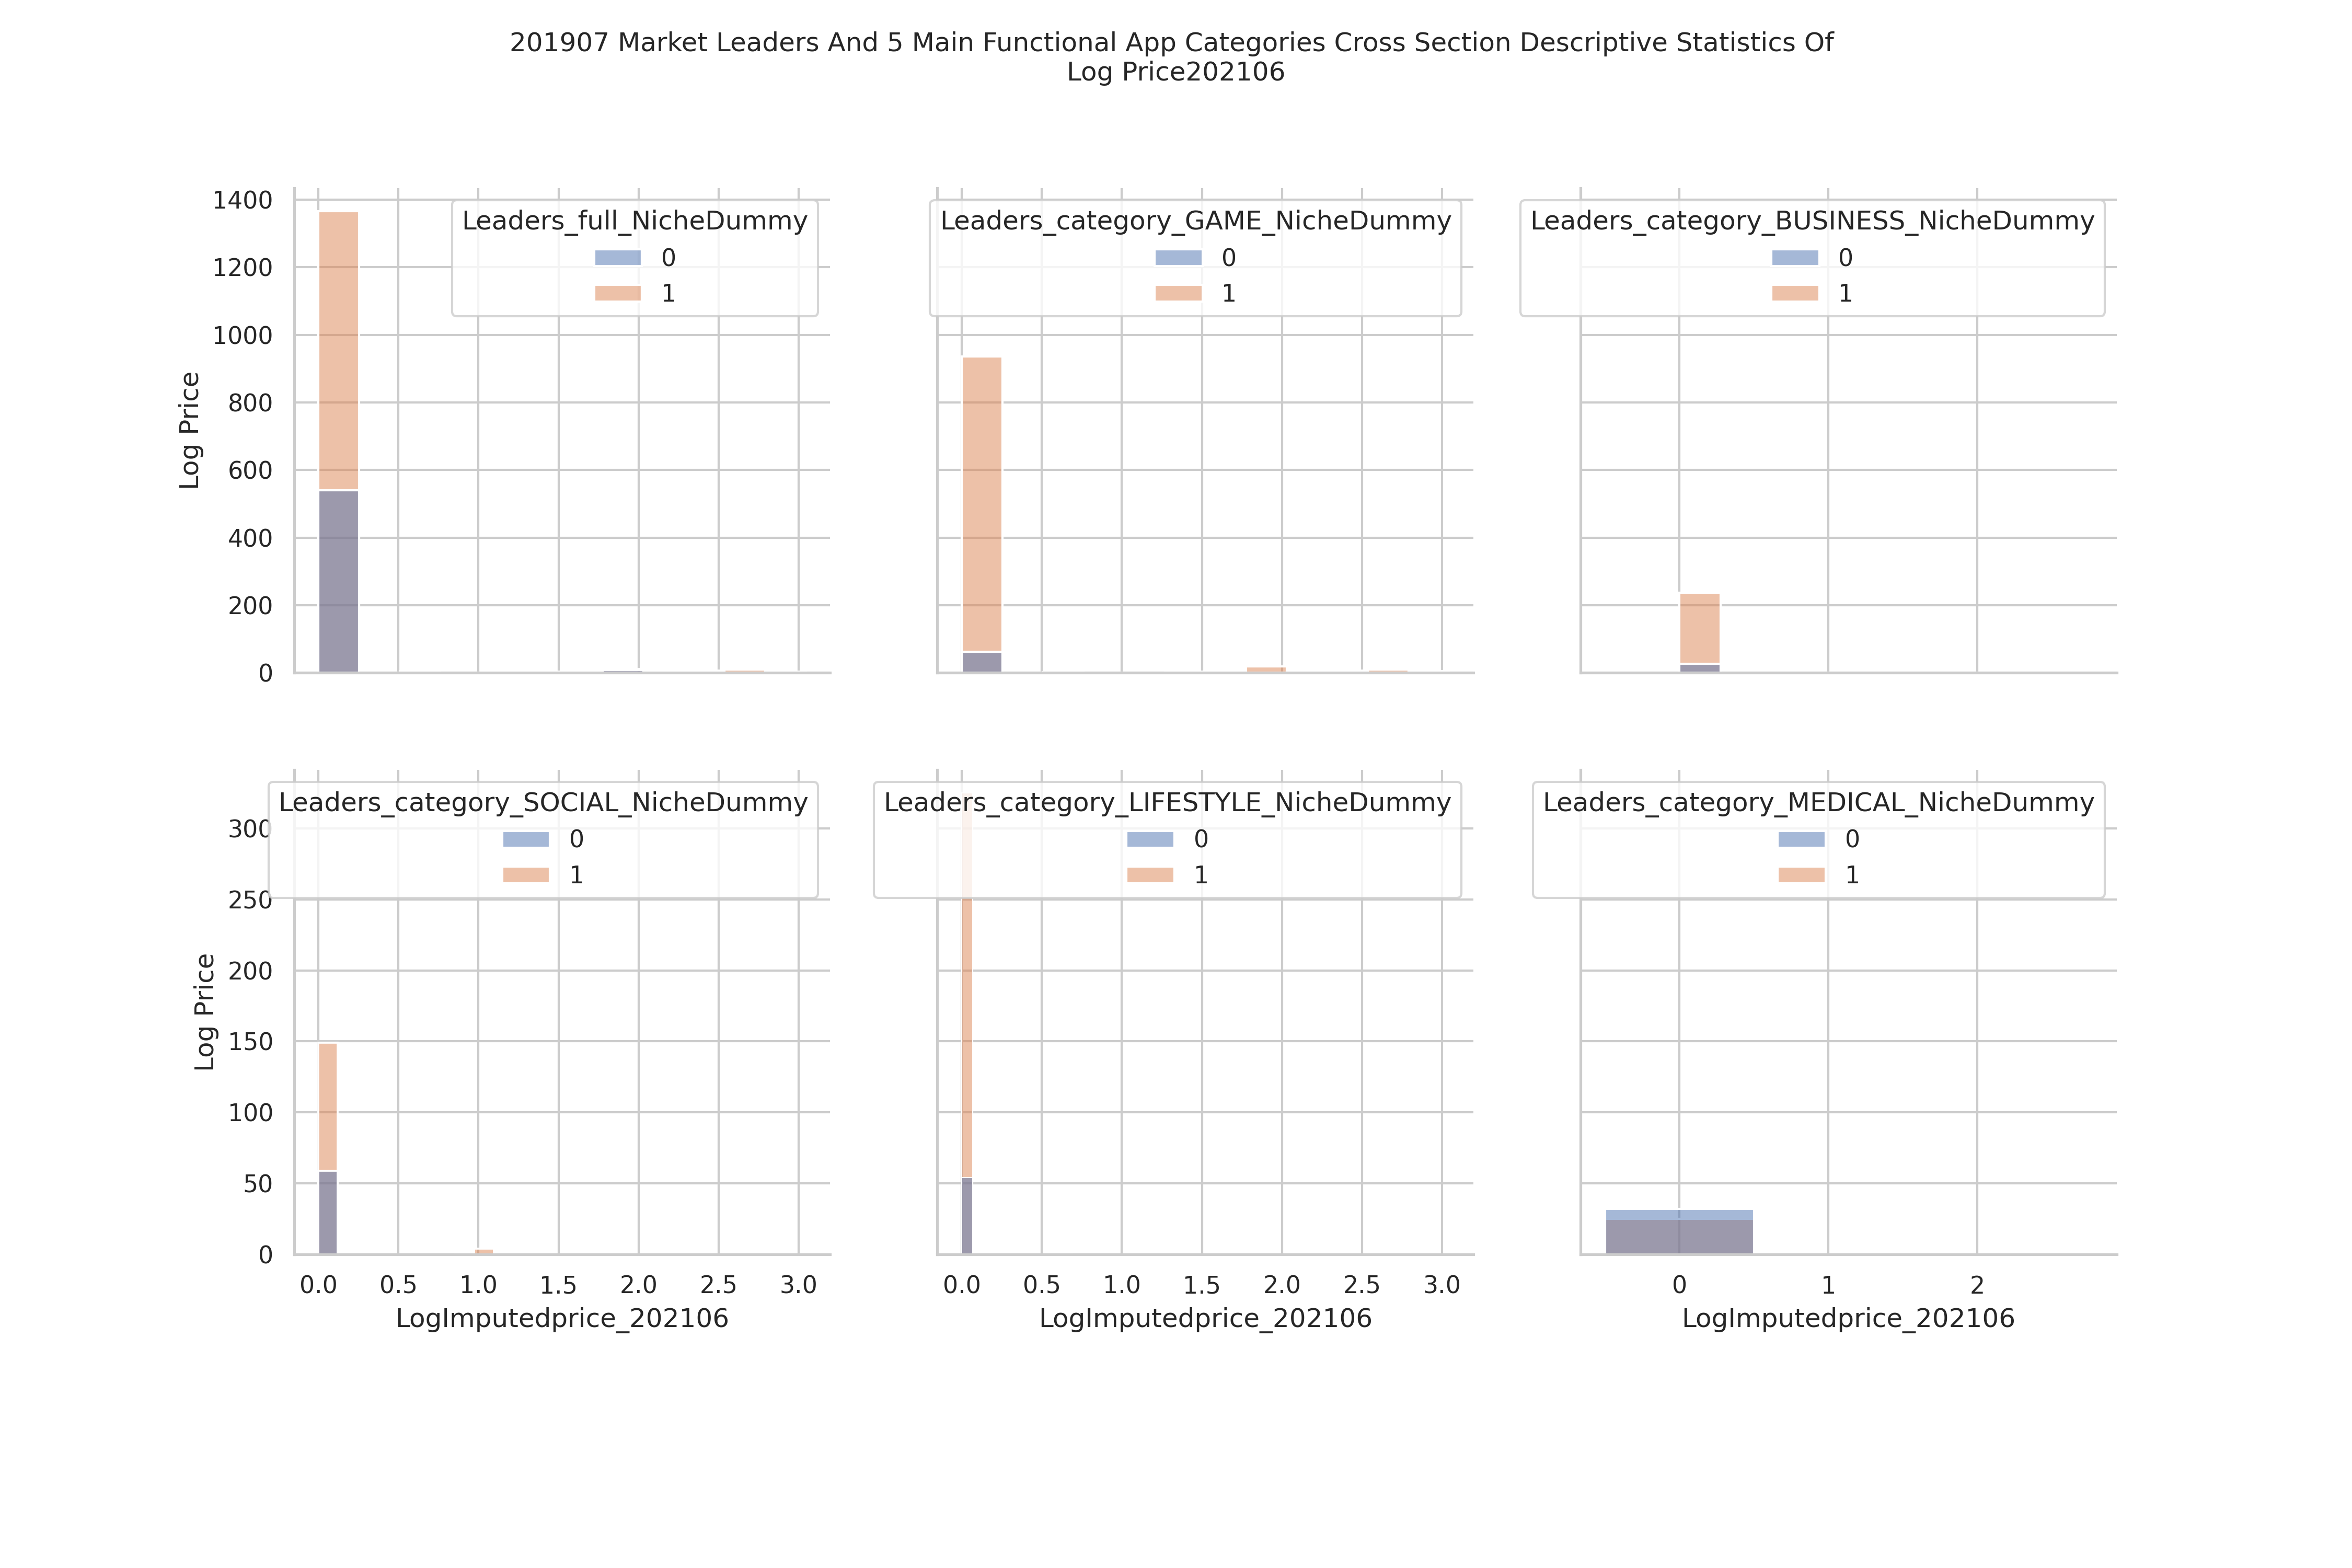 201907 Market Leaders And 5 Main Functional App Categories Cross Section Descriptive Statistics Of
Log Price202106
Log Price
1400
1200
1000
800
600
400
200
0
Leaders_full_NicheDummy
0
1
Leaders_category_GAME_NicheDummy
0
1
Leaders_category_BUSINESS_NicheDummy
0
1
Log Price
300
250
200
150
100
50
0
Leaders_category_SOCIAL_NicheDummy
0
1
0.0 0.5 1.0 1.5 2.0 2.5 3.0
LogImputedprice_202106
Leaders_category_LIFESTYLE_NicheDummy
0
1
0.0 0.5 1.0 1.5 2.0 2.5 3.0
LogImputedprice_202106
Leaders_category_MEDICAL_NicheDummy
0
1
0 1 2
LogImputedprice_202106